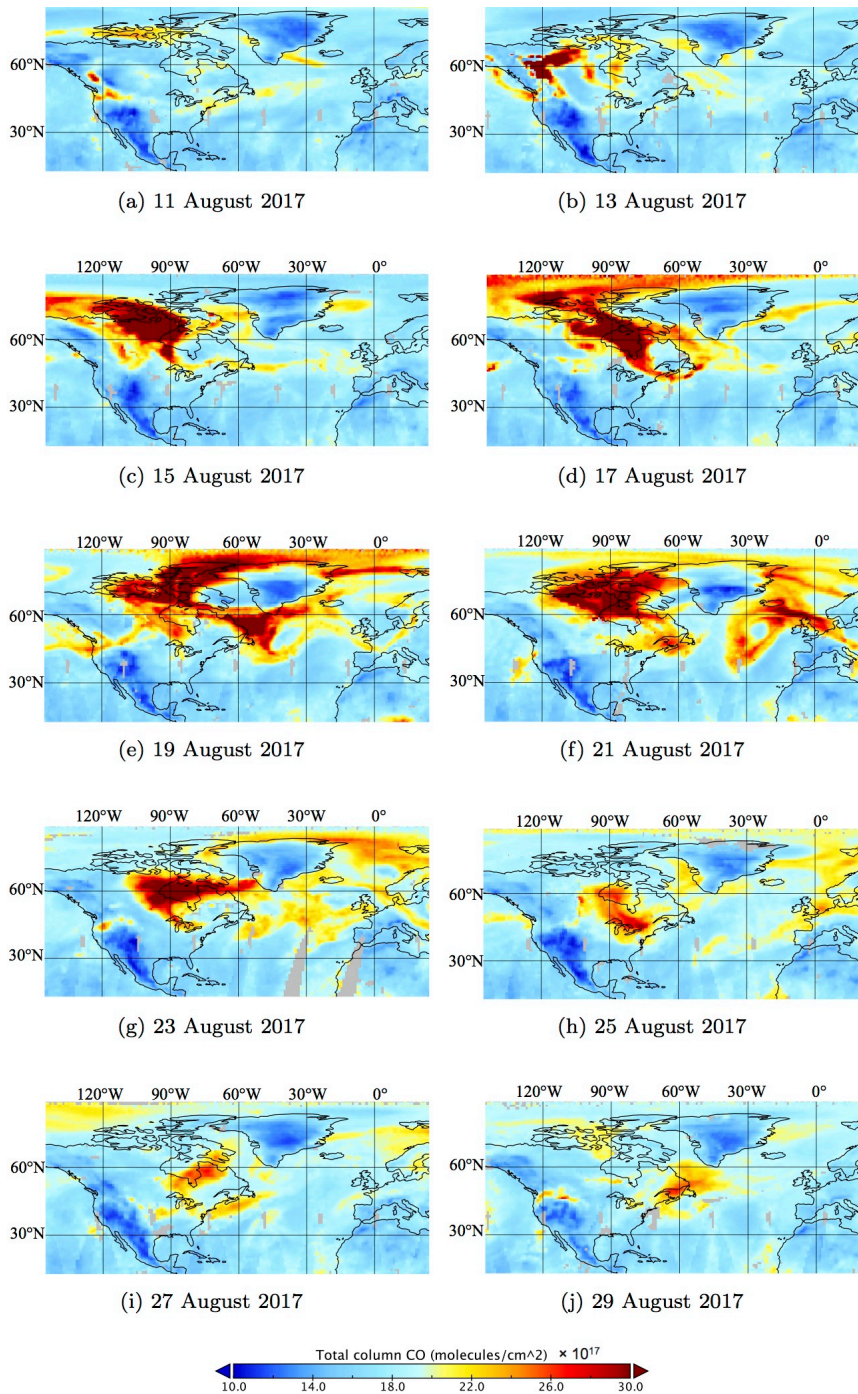 60°N
30°N
60°N
30°N
(a) 11 August 2017
(b) 13 August 2017
120°W 90°W 60°W 30°W 0°
120°W 90°W 60°W 30°W 0°
60°N
30°N
60°N
30°N
(c) 15 August 2017
(d) 17 August 2017
120°W 90°W 60°W 30°W 0°
120°W 90°W 60°W 30°W 0°
60°N
30°N
60°N
30°N
(e) 19 August 2017
(f) 21 August 2017
120°W 90°W 60°W 30°W 0°
120°W 90°W 60°W 30°W 0°
60°N
30°N
60°N
30°N
(g) 23 August 2017
(h) 25 August 2017
120°W 90°W 60°W 30°W 0°
120°W 90°W 60°W 30°W 0°
60°N
30°N
60°N
30°N
(i) 27 August 2017
(j) 29 August 2017
Total column CO (molecules/cm^2) × 10¹⁷
10.0 14.0 18.0 22.0 26.0 30.0